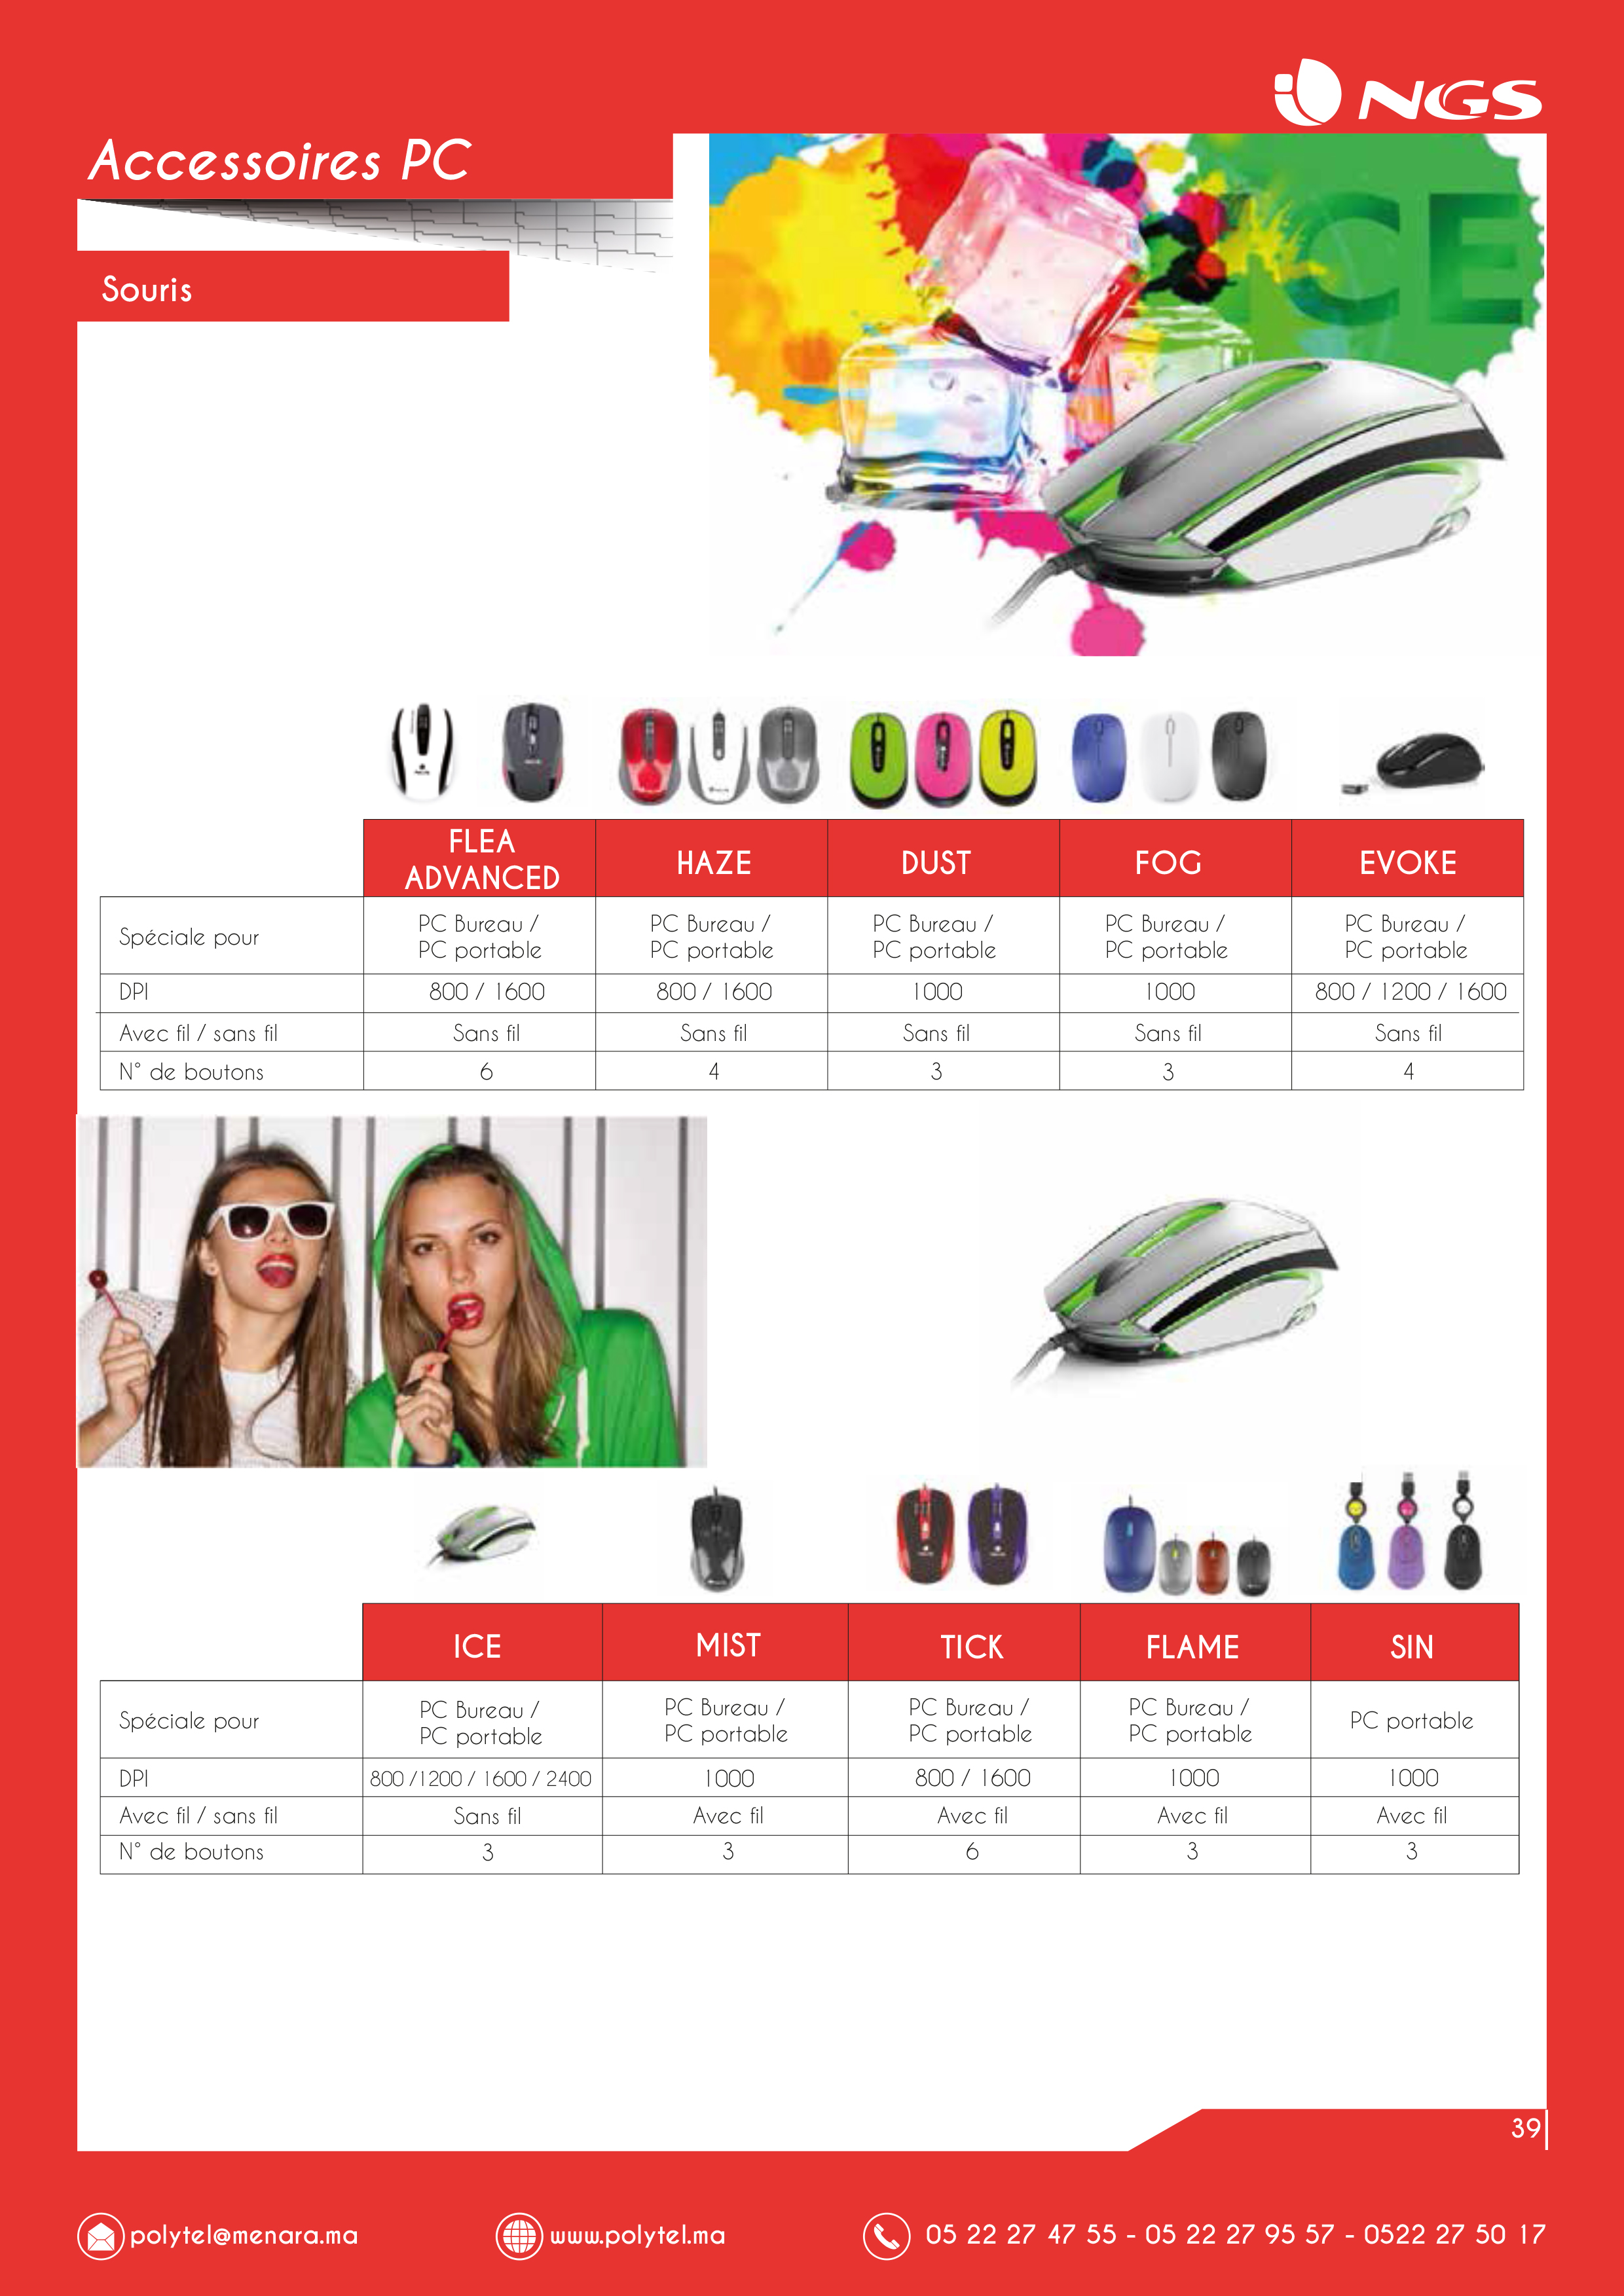 NGS
Accessoires PC
Souris
ICE
FLEA
ADVANCED
HAZE
DUST
FOG
EVOKE
Spéciale pour
PC Bureau /
PC portable
PC Bureau /
PC portable
PC Bureau /
PC portable
PC Bureau /
PC portable
PC Bureau /
PC portable
DPI
800 / 1600
800 / 1600
1000
1000
800 / 1200 / 1600
Avec fil / sans fil
Sans fil
Sans fil
Sans fil
Sans fil
Sans fil
N° de boutons
6
4
3
3
4
ICE
MIST
TICK
FLAME
SIN
Spéciale pour
PC Bureau /
PC portable
PC Bureau /
PC portable
PC Bureau /
PC portable
PC Bureau /
PC portable
PC portable
DPI
800 /1200 / 1600 / 2400
1000
800 / 1600
1000
1000
Avec fil / sans fil
Sans fil
Avec fil
Avec fil
Avec fil
Avec fil
N° de boutons
3
3
6
3
3
39
polytel@menara.ma
www.polytel.ma
05 22 27 47 55 - 05 22 27 95 57 - 0522 27 50 17